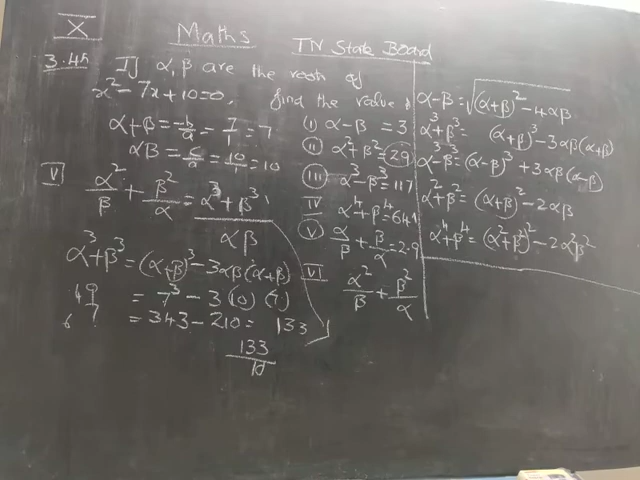 X Maths TN State Board
3.45 If α, β are the roots of
x² - 7x + 10 = 0, find the value of
α+β = -b/a = 7/1 = 7
αβ = c/a = 10/1 = 10
V α²/β + β²/α = α³ + β³ / αβ
α³+β³ = (α+β)³ - 3αβ(α+β)
= 7³ - 3(10)(7)
= 343 - 210 = 133
49
7
6
133/10
(I) α - β = 3
(II) α² + β² = 29
(III) α³ - β³ = 117
IV α⁴ + β⁴ = 641
(V) α/β + β/α = 2.9
VI α²/β + β²/α
α-β = √(α+β)² - 4αβ
α³+β³ = (α+β)³ - 3αβ(α+β)
α³-β³ = (α-β)³ + 3αβ(α-β)
α²+β² = (α+β)² - 2αβ
α⁴+β⁴ = (α²+β²)² - 2α²β²